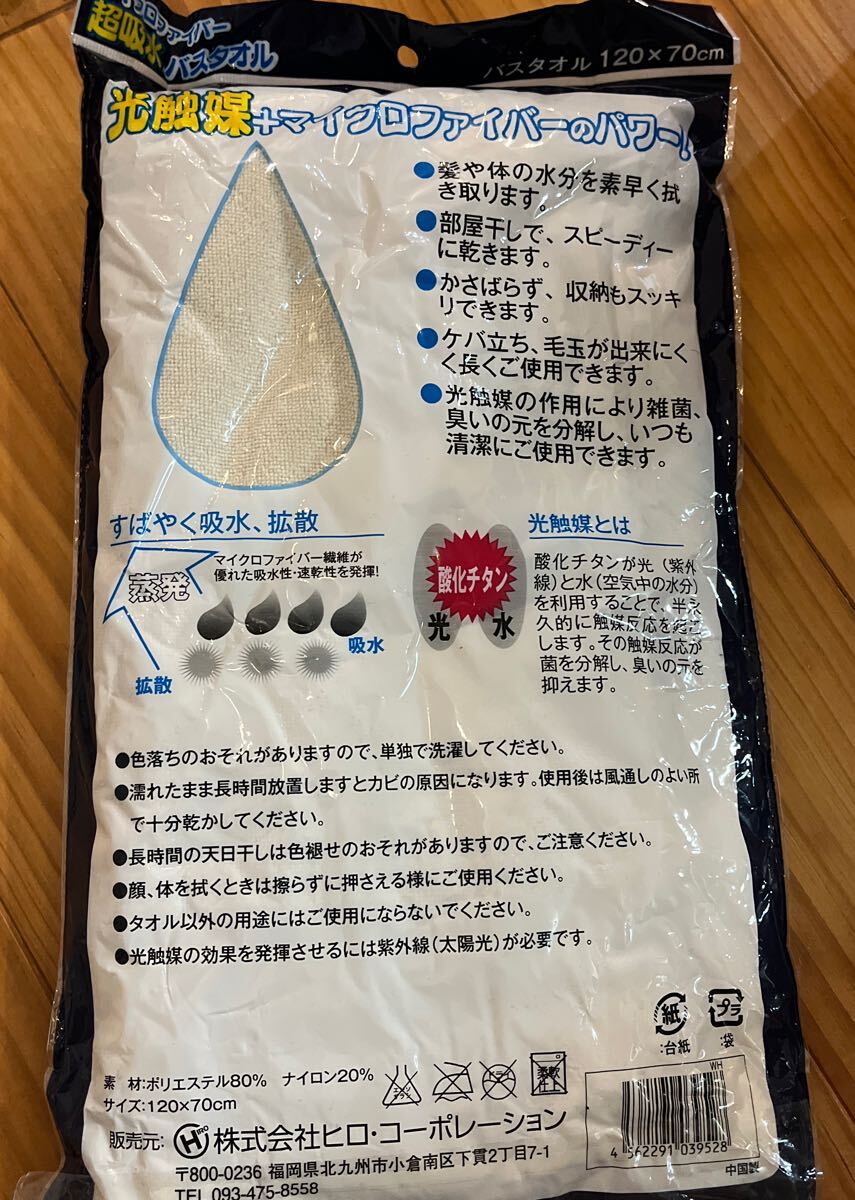 クロファイバー
超吸水
バスタオル
バスタオル 120×70cm
光触媒+マイクロファイバーのパワー!
●髪や体の水分を素早く拭
き取ります。
●部屋干しで、スピーディー
に乾きます。
●かさばらず、収納もスッキ
リできます。
●ケバ立ち、毛玉が出来にく
く長くご使用できます。
●光触媒の作用により雑菌、
臭いの元を分解し、いつも
清潔にご使用できます。
すばやく吸水、拡散
マイクロファイバー繊維が
優れた吸水性・速乾性を発揮!
蒸発
吸水
拡散
酸化チタン
光 水
光触媒とは
酸化チタンが光(紫外
線)と水(空気中の水分)
を利用することで、半永
久的に触媒反応を起こ
します。その触媒反応が
菌を分解し、臭いの元を
抑えます。
●色落ちのおそれがありますので、単独で洗濯してください。
●濡れたまま長時間放置しますとカビの原因になります。使用後は風通しのよい所
で十分乾かしてください。
●長時間の天日干しは色褪せのおそれがありますので、ご注意ください。
●顔、体を拭くときは擦らずに押さえる様にご使用ください。
●タオル以外の用途にはご使用にならないでください。
●光触媒の効果を発揮させるには紫外線(太陽光)が必要です。
紙 プラ
:台紙 :袋
素 材:ポリエステル80% ナイロン20%
サイズ:120×70cm
柔軟
仕上
WH
販売元: HIRO 株式会社ヒロ・コーポレーション
〒800-0236 福岡県北九州市小倉南区下貫2丁目7-1
TEL 093-475-8558
4 562291 039528
中国製